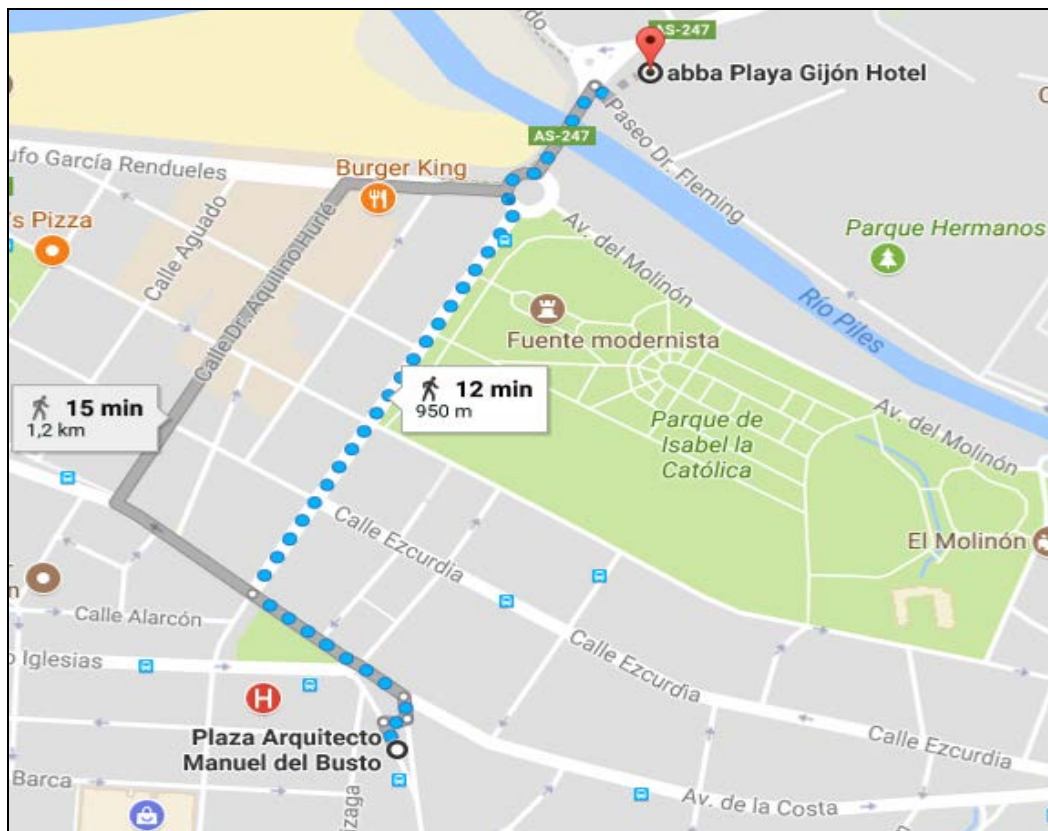 AS-247
abba Playa Gijón Hotel
AS-247
Paseo Dr. Fleming
ufo García Rendueles
Burger King
's Pizza
Calle Aguado
Calle Dr. Aquilino Hurlé
Av. del Molinón
Parque Hermanos
Río Piles
Fuente modernista
15 min
1,2 km
12 min
950 m
Parque de
Isabel la
Católica
Av. del Molinón
El Molinón
Calle Ezcurdia
Calle Alarcón
o Iglesias
Calle Ezcurdia
H
Plaza Arquitecto
Manuel del Busto
Calle Ezcurdia
Barca
izaga
Av. de la Costa